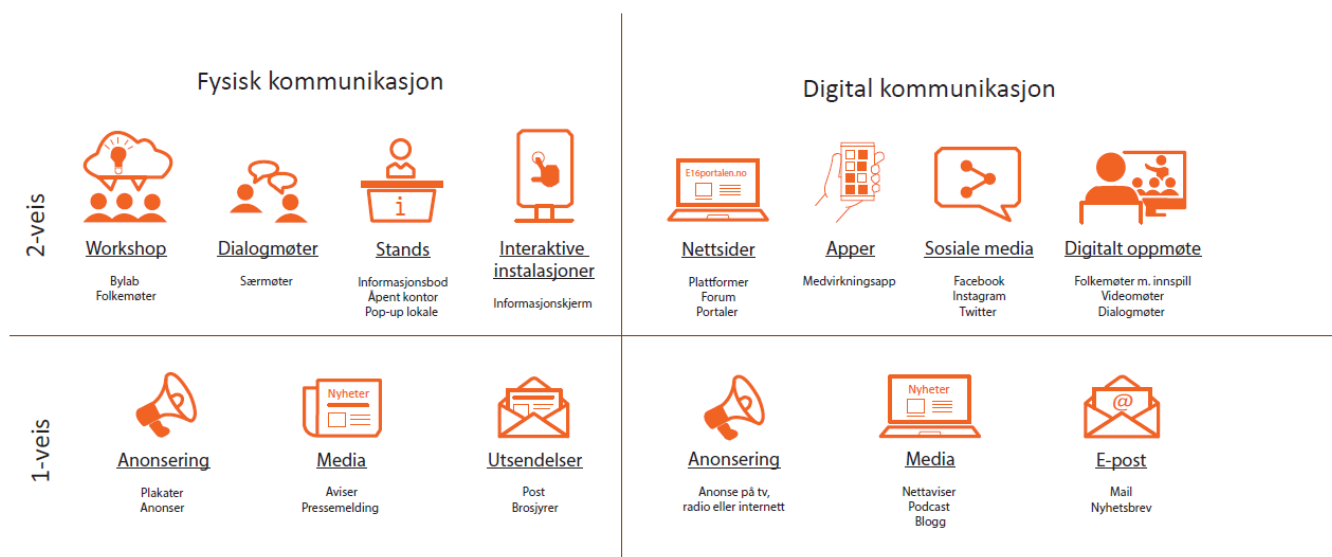 Fysisk kommunikasjon
Digital kommunikasjon
2-veis
Workshop
Bylab
Folkemøter
Dialogmøter
Særmøter
i
Stands
Informasjonsbod
Åpent kontor
Pop-up lokale
Interaktive
instalasjoner
Informasjonskjerm
E16portalen.no
Nettsider
Plattformer
Forum
Portaler
Apper
Medvirkningsapp
Sosiale media
Facebook
Instagram
Twitter
Digitalt oppmøte
Folkemøter m. innspill
Videomøter
Dialogmøter
1-veis
Anonsering
Plakater
Anonser
Nyheter
Media
Aviser
Pressemelding
Utsendelser
Post
Brosjyrer
Anonsering
Anonse på tv,
radio eller internett
Nyheter
Media
Nettaviser
Podcast
Blogg
@
E-post
Mail
Nyhetsbrev